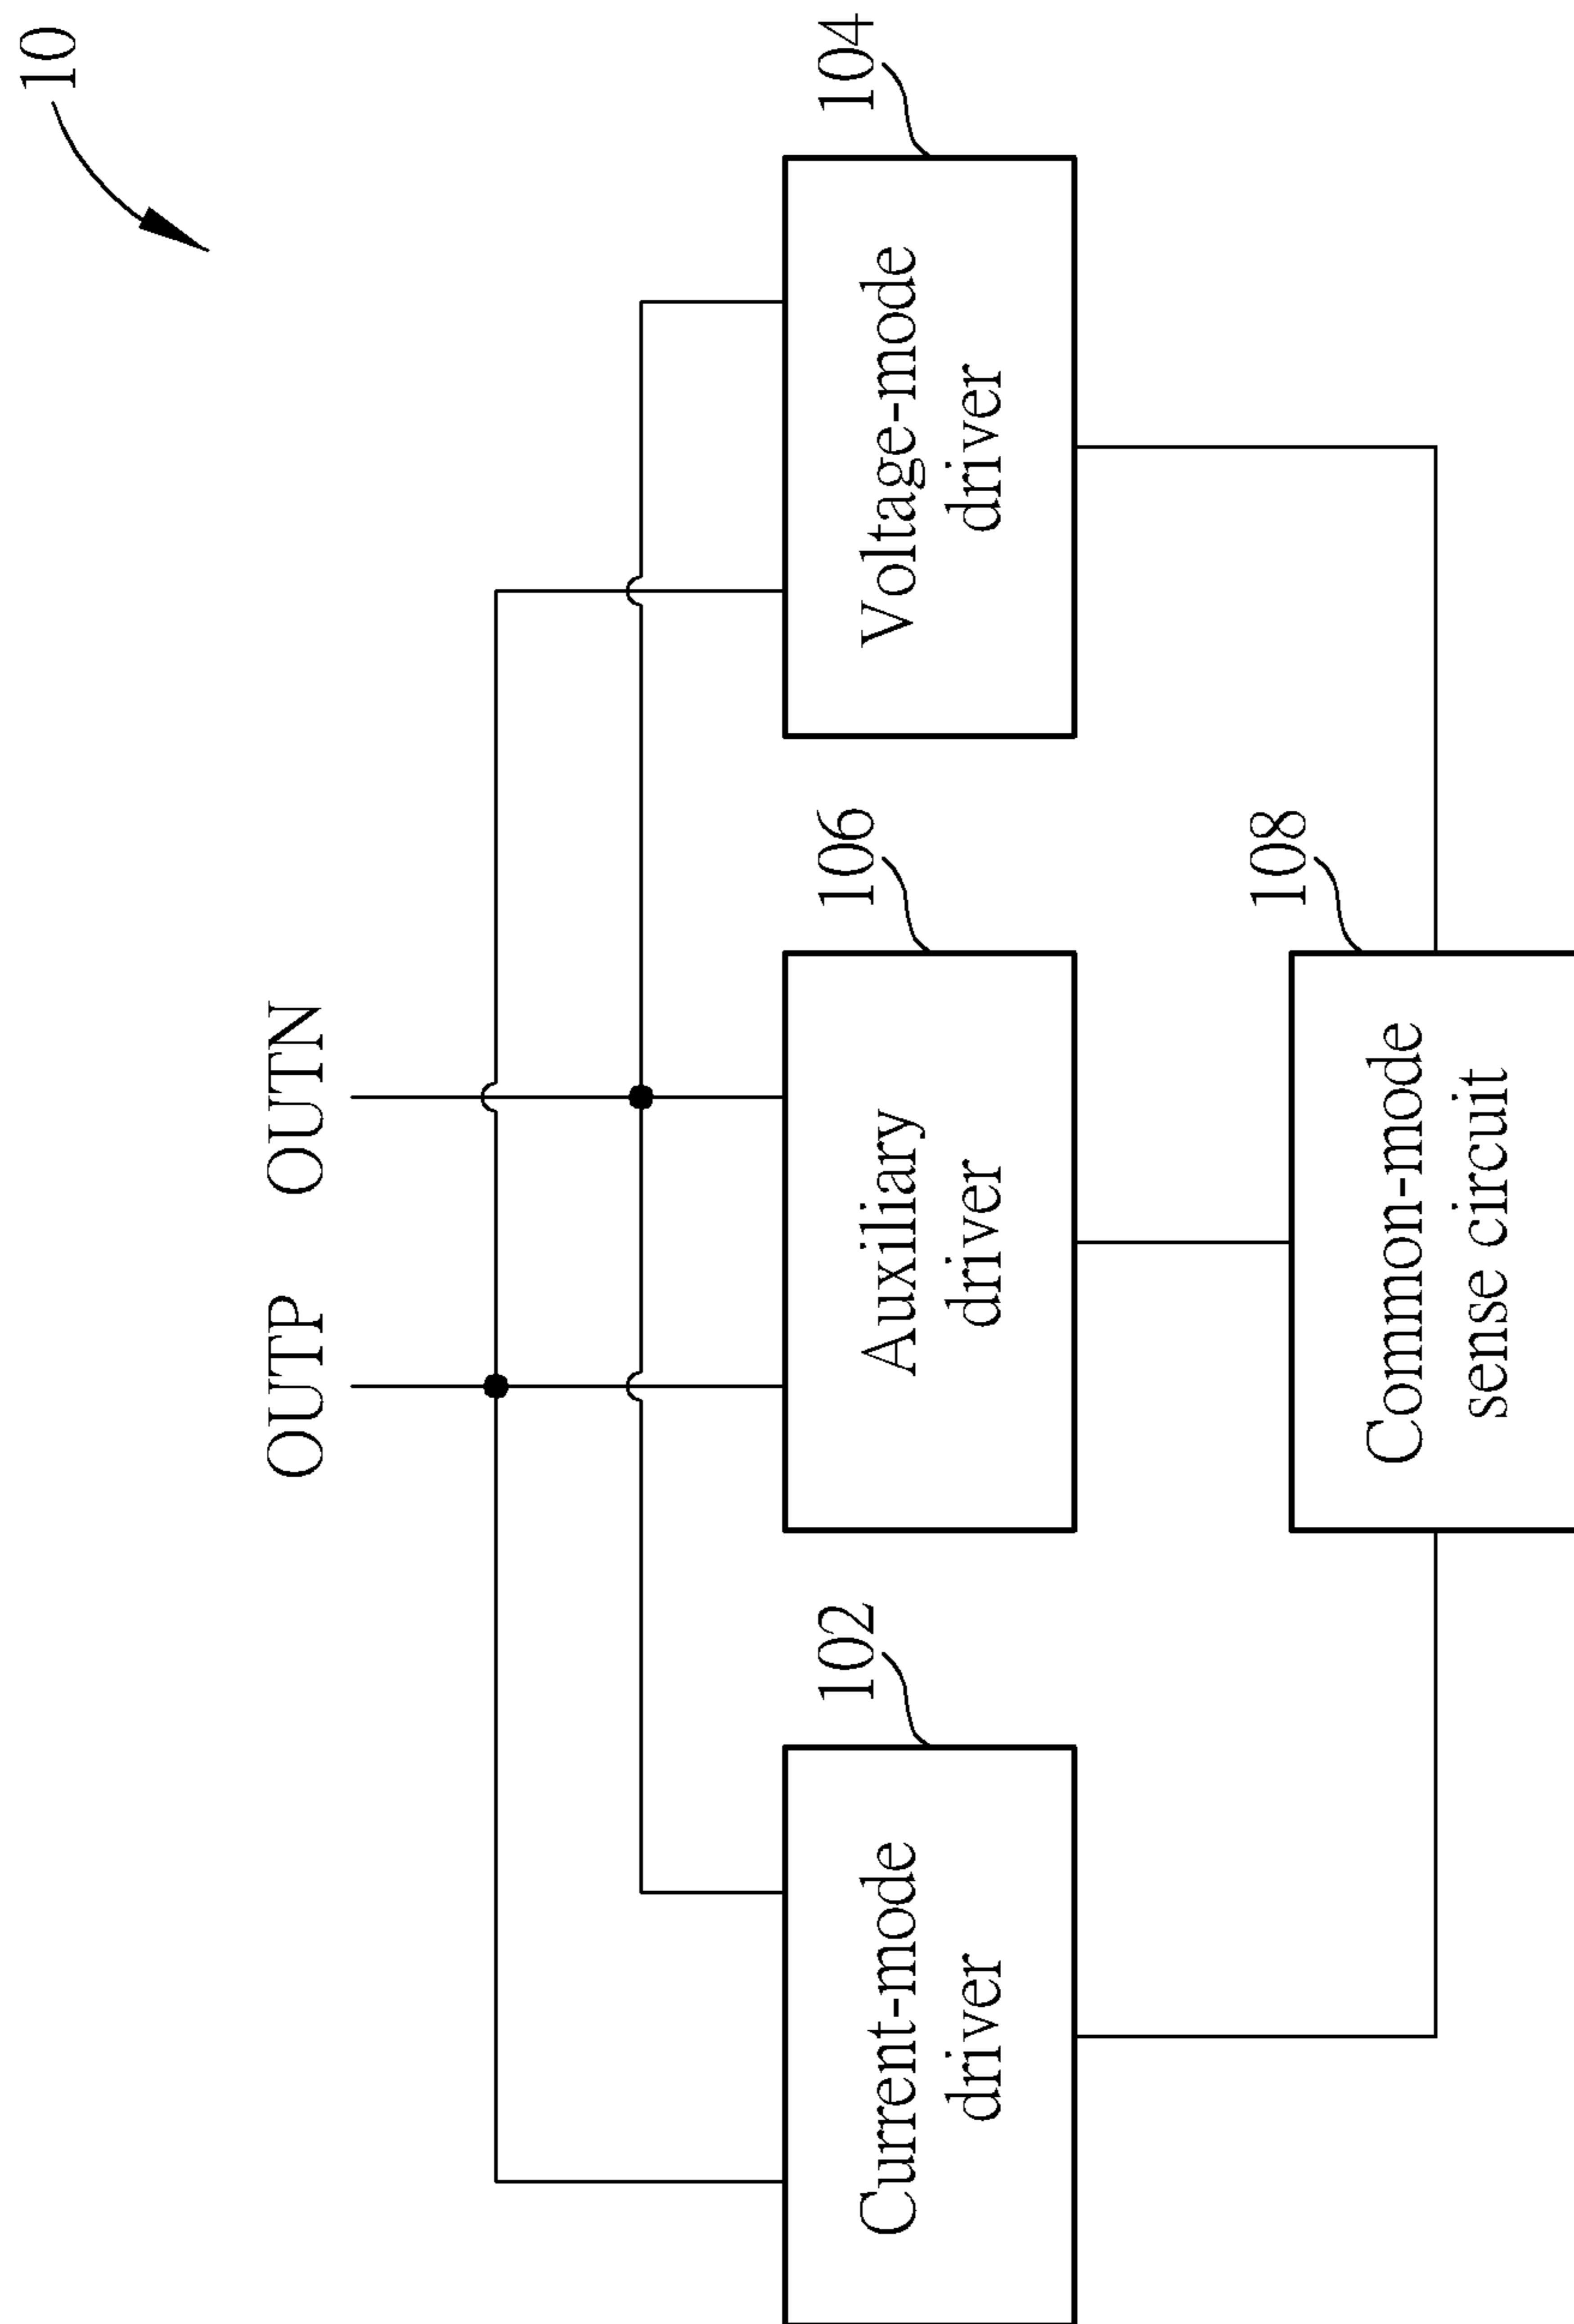 10
OUTP
OUTN
102
106
104
Current-mode
driver
Auxiliary
driver
Voltage-mode
driver
108
Common-mode
sense circuit